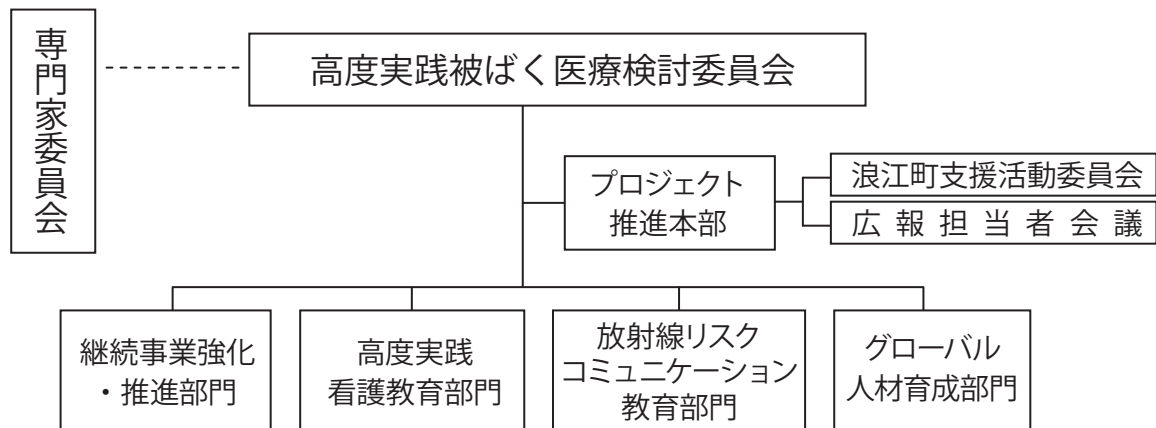 専門家委員会
高度実践被ばく医療検討委員会
プロジェクト
推進本部
浪江町支援活動委員会
広報担当者会議
継続事業強化
・推進部門
高度実践
看護教育部門
放射線リスク
コミュニケーション
教育部門
グローバル
人材育成部門